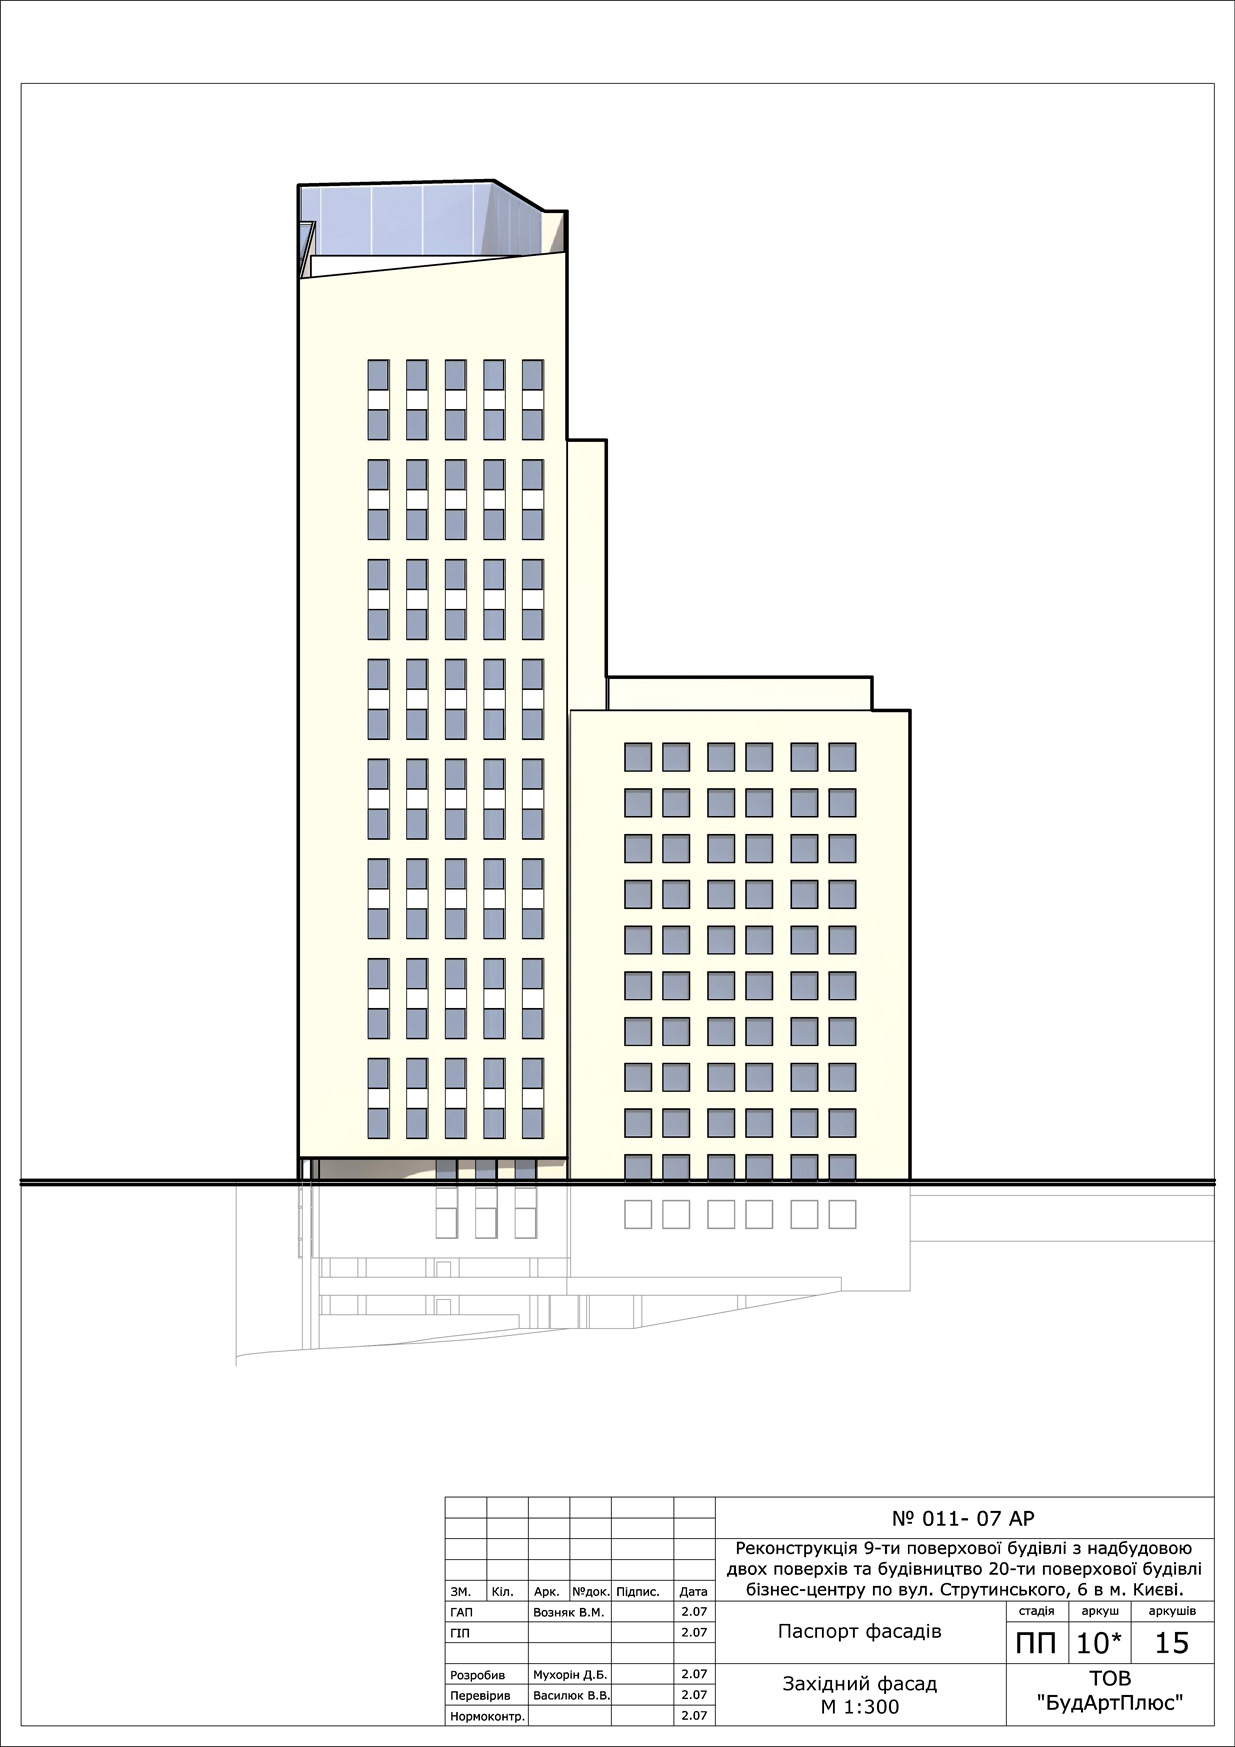 № 011- 07 АР
Реконструкція 9-ти поверхової будівлі з надбудовою
двох поверхів та будівництво 20-ти поверхової будівлі
бізнес-центру по вул. Струтинського, 6 в м. Києві.
ЗМ. Кіл. Арк. №док. Підпис. Дата
ГАП Возняк В.М. 2.07
ГІП 2.07
Паспорт фасадів
стадія аркуш аркушів
ПП 10* 15
Розробив Мухорін Д.Б. 2.07
Перевірив Василюк В.В. 2.07
Нормоконтр. 2.07
Західний фасад
М 1:300
ТОВ
"БудАртПлюс"